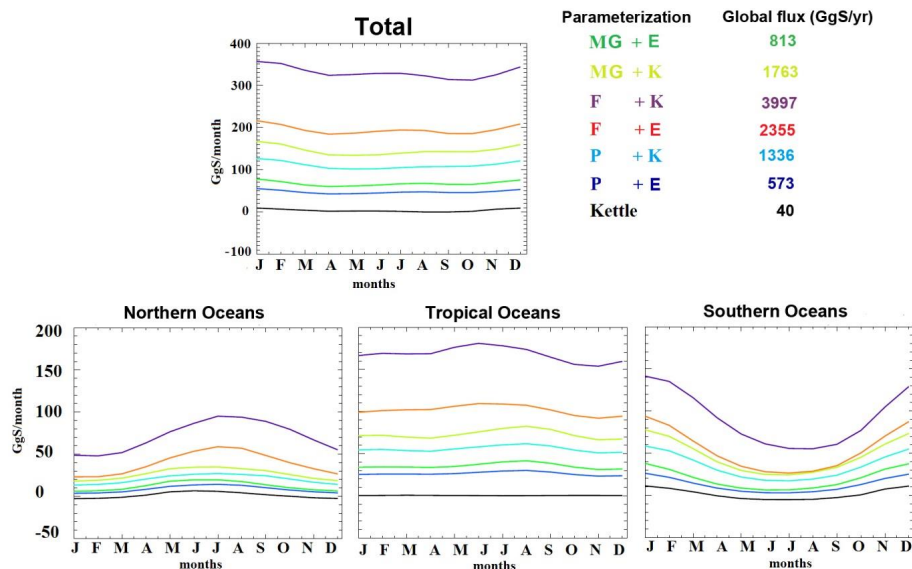 Total
Parameterization Global flux (GgS/yr)
MG + E 813
MG + K 1763
F + K 3997
F + E 2355
P + K 1336
P + E 573
Kettle 40
GgS/month
400
300
200
100
0
-100
J F M A M J J A S O N D
months
Northern Oceans Tropical Oceans Southern Oceans
GgS/month
200
150
100
50
0
-50
J F M A M J J A S O N D J F M A M J J A S O N D J F M A M J J A S O N D
months months months